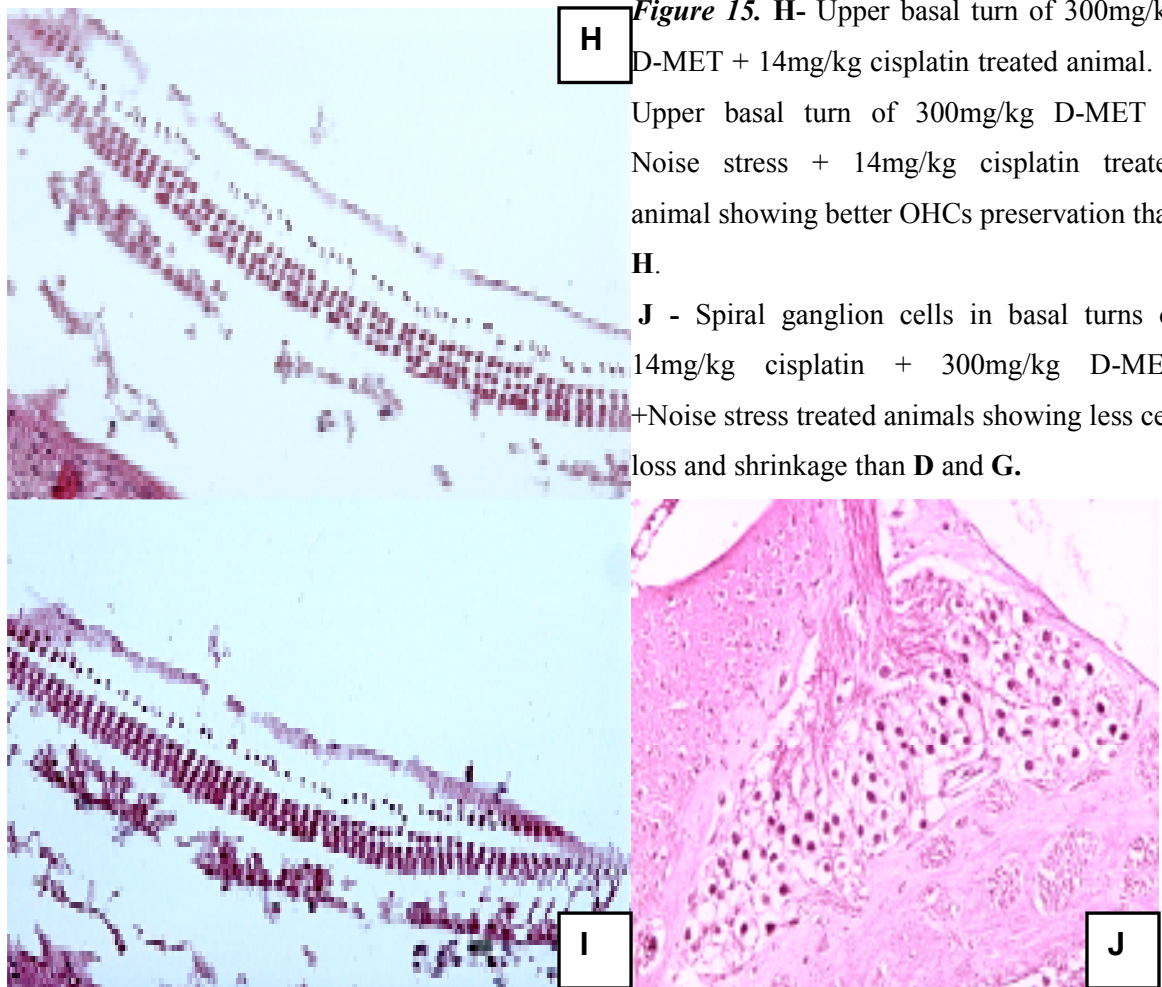 H
Figure 15. H- Upper basal turn of 300mg/k
D-MET + 14mg/kg cisplatin treated animal.
Upper basal turn of 300mg/kg D-MET
Noise stress + 14mg/kg cisplatin treate
animal showing better OHCs preservation tha
H.
J - Spiral ganglion cells in basal turns
14mg/kg cisplatin + 300mg/kg D-ME
+Noise stress treated animals showing less ce
loss and shrinkage than D and G.
I
J